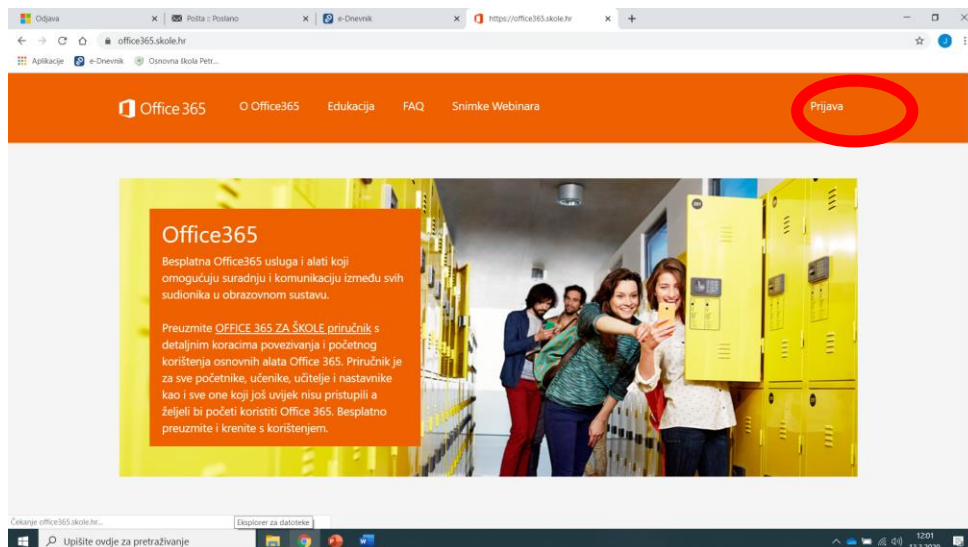 Odjava
Pošta :: Poslano
e-Dnevnik
https://office365.skole.hr
office365.skole.hr
Aplikacije
e-Dnevnik
Osnovna škola Petr...
Office 365
O Office365
Edukacija
FAQ
Snimke Webinara
Prijava
Office365
Besplatna Office365 usluga i alati koji
omogućuju suradnju i komunikaciju između svih
sudionika u obrazovnom sustavu.
Preuzmite OFFICE 365 ZA ŠKOLE priručnik s
detaljnim koracima povezivanja i početnog
korištenja osnovnih alata Office 365. Priručnik je
za sve početnike, učenike, učitelje i nastavnike
kao i sve one koji još uvijek nisu pristupili a
željeli bi početi koristiti Office 365. Besplatno
preuzmite i krenite s korištenjem.
Čekanje office365.skole.hr...
Eksplorer za datoteke
Upišite ovdje za pretraživanje
12:01